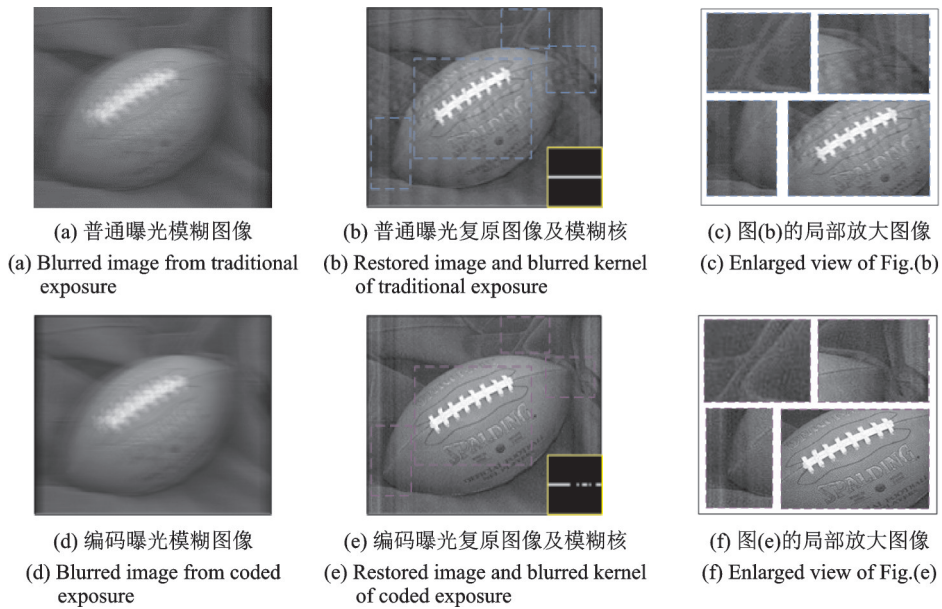 (a) 普通曝光模糊图像
(a) Blurred image from traditional
exposure
SPALDING
(b) 普通曝光复原图像及模糊核
(b) Restored image and blurred kernel
of traditional exposure
SPALDING
(c) 图(b)的局部放大图像
(c) Enlarged view of Fig.(b)
(d) 编码曝光模糊图像
(d) Blurred image from coded
exposure
SPALDING
(e) 编码曝光复原图像及模糊核
(e) Restored image and blurred kernel
of coded exposure
SPALDING
(f) 图(e)的局部放大图像
(f) Enlarged view of Fig.(e)